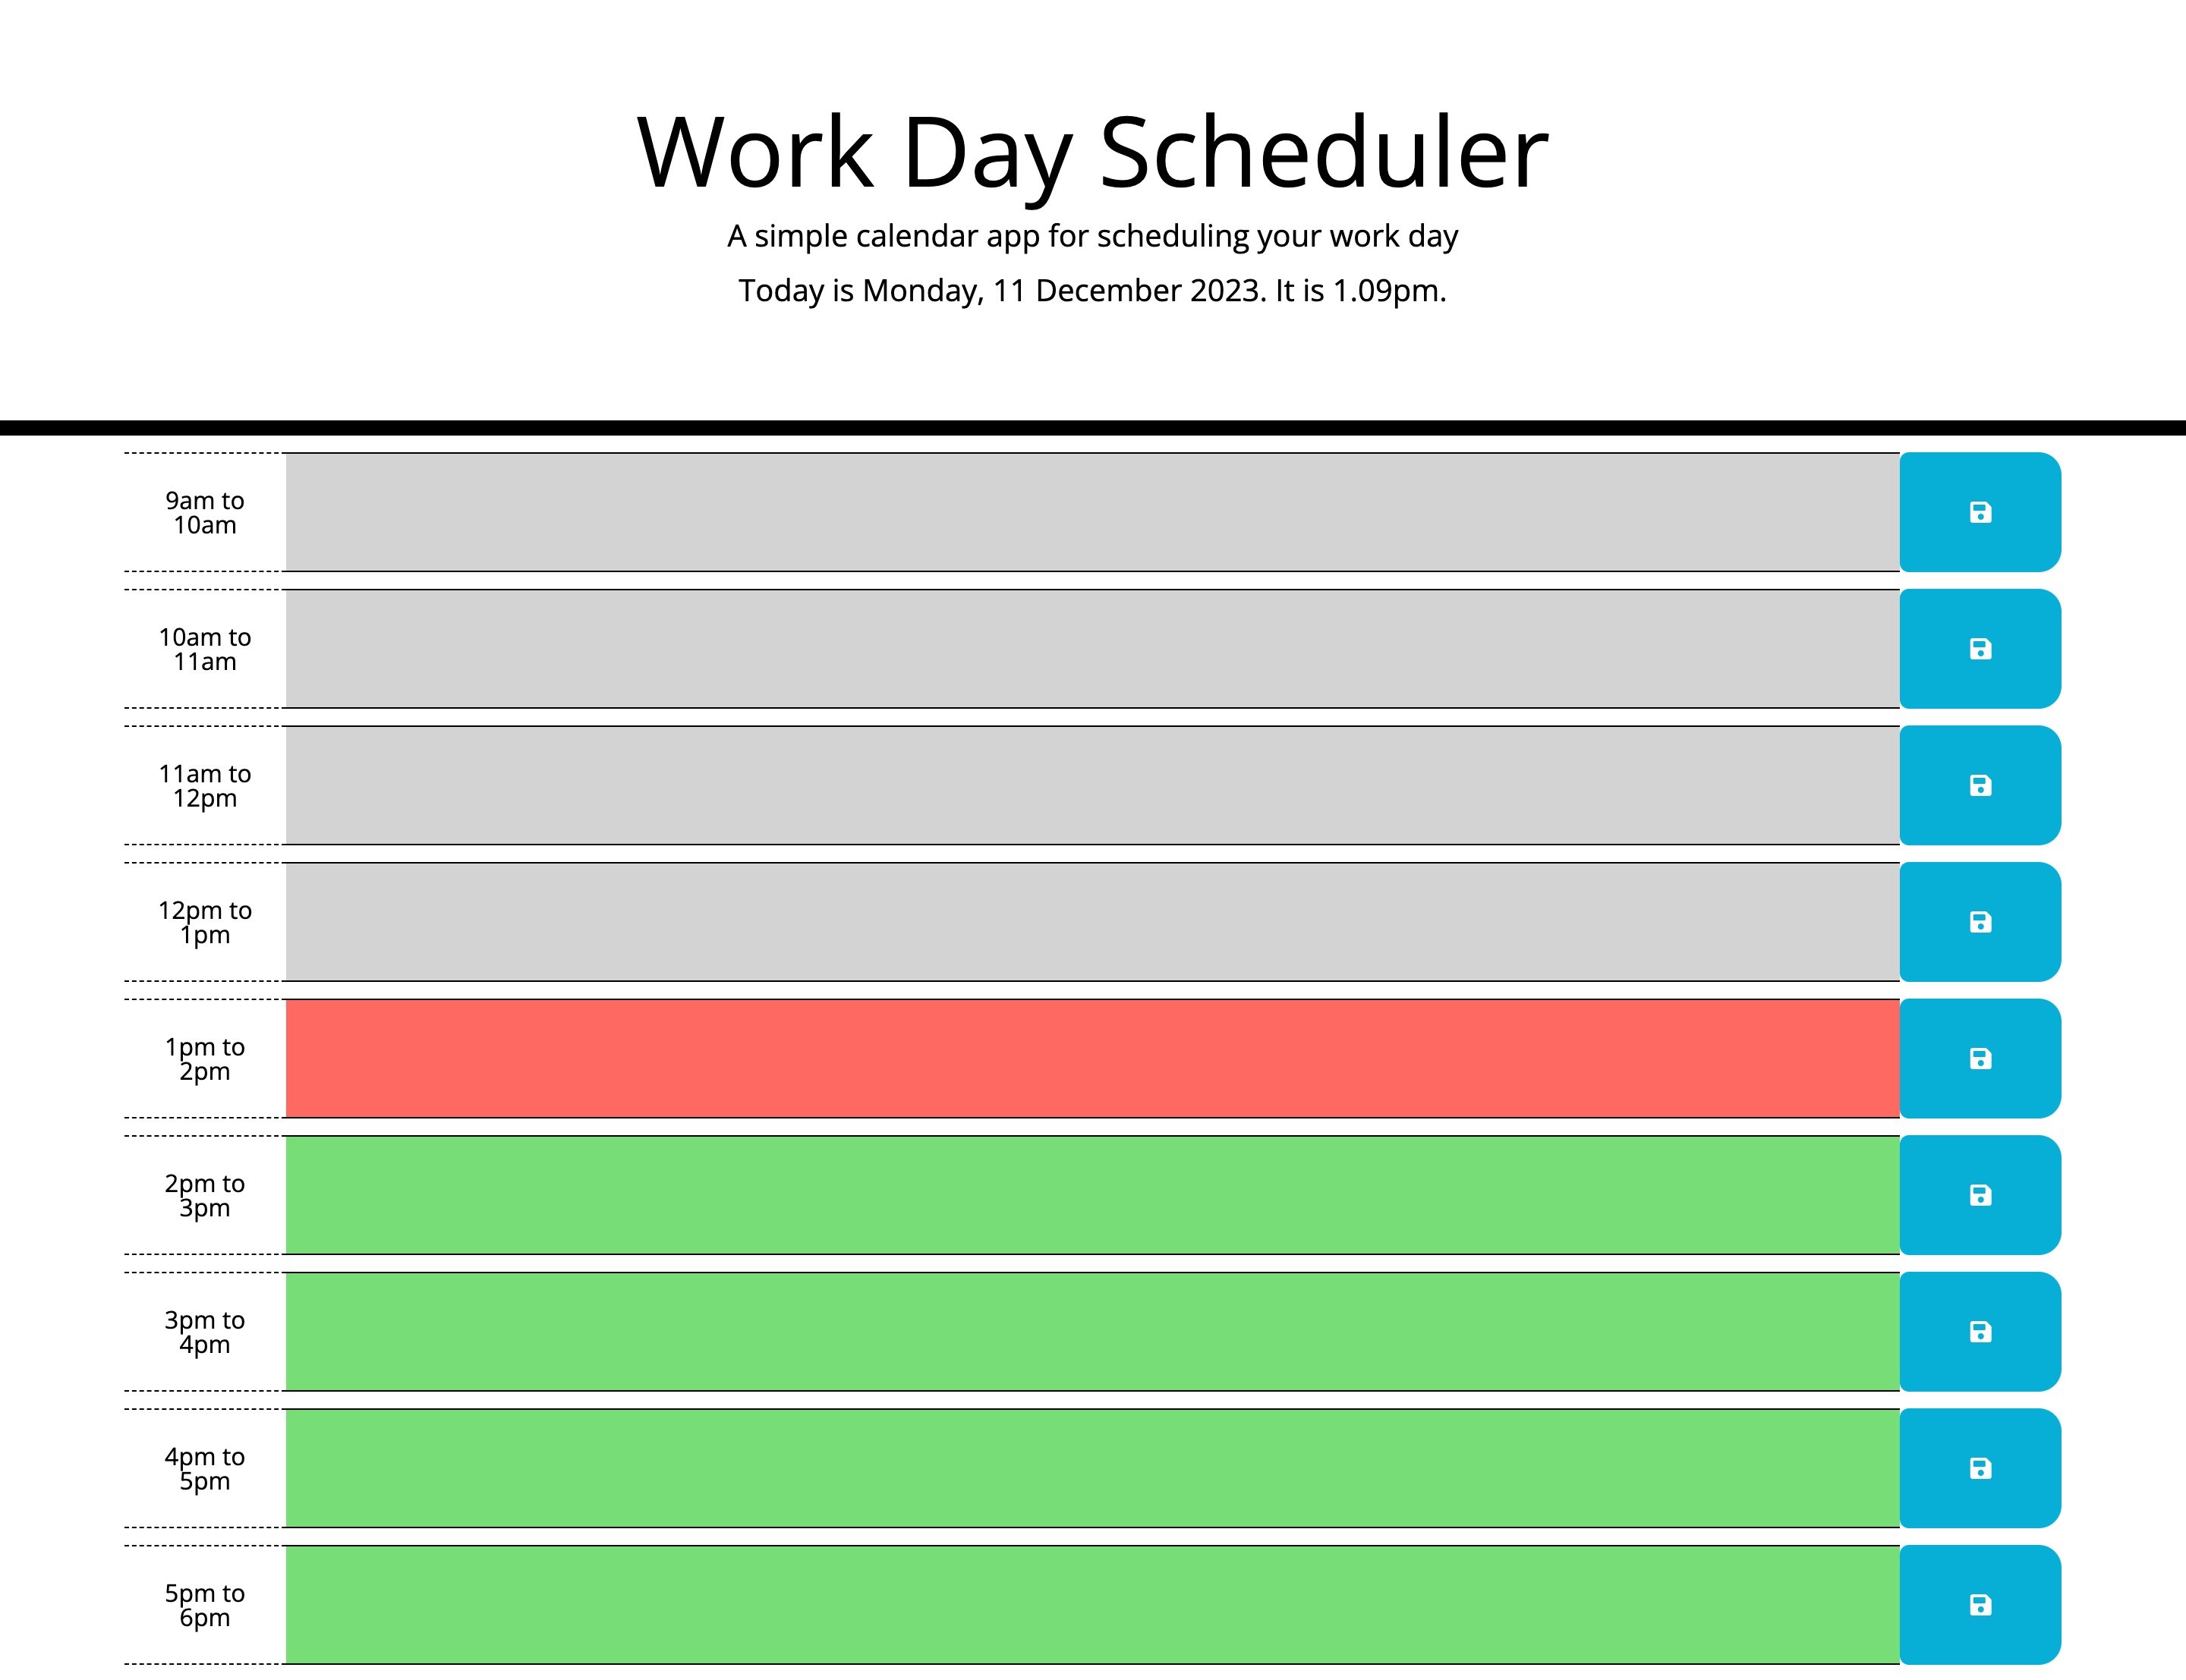 Work Day Scheduler
A simple calendar app for scheduling your work day
Today is Monday, 11 December 2023. It is 1.09pm.
9am to
10am
10am to
11am
11am to
12pm
12pm to
1pm
1pm to
2pm
2pm to
3pm
3pm to
4pm
4pm to
5pm
5pm to
6pm